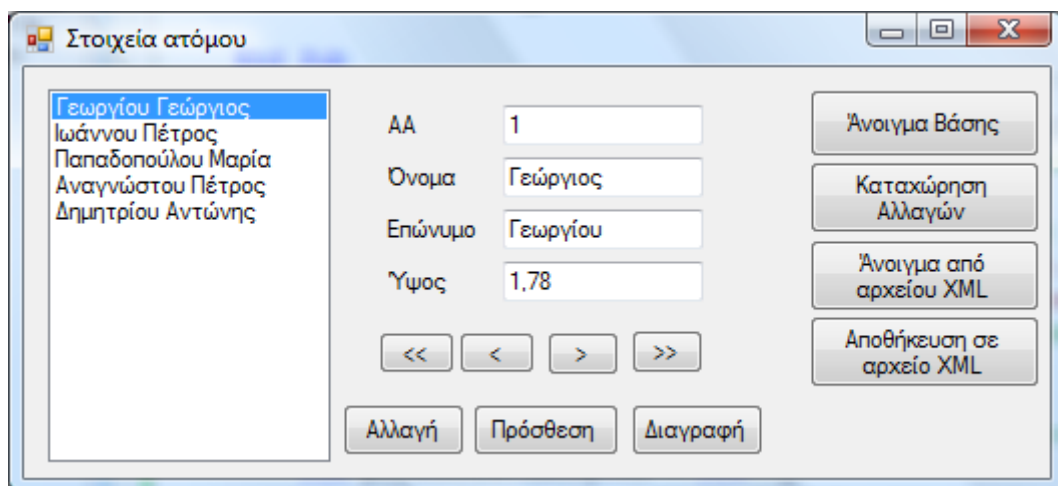 Στοιχεία ατόμου
Γεωργίου Γεώργιος
Ιωάννου Πέτρος
Παπαδοπούλου Μαρία
Αναγνώστου Πέτρος
Δημητρίου Αντώνης
ΑΑ 1
Όνομα Γεώργιος
Επώνυμο Γεωργίου
Ύψος 1,78
<< < > >>
Αλλαγή Πρόσθεση Διαγραφή
Άνοιγμα Βάσης
Καταχώρηση
Αλλαγών
Άνοιγμα από
αρχείου XML
Αποθήκευση σε
αρχείο XML